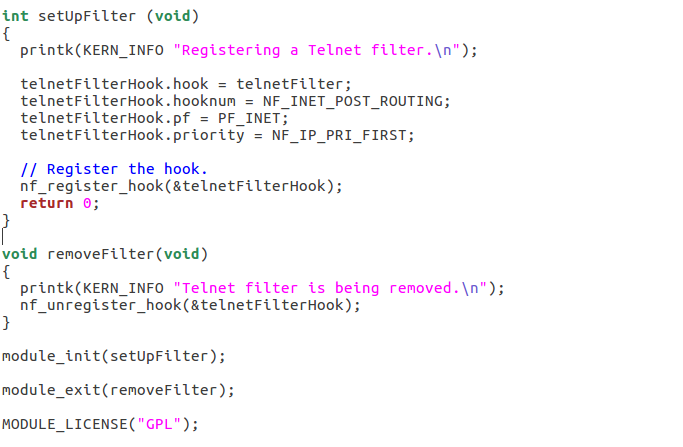 int setUpFilter (void)
{
  printk(KERN_INFO "Registering a Telnet filter.\n");

  telnetFilterHook.hook = telnetFilter;
  telnetFilterHook.hooknum = NF_INET_POST_ROUTING;
  telnetFilterHook.pf = PF_INET;
  telnetFilterHook.priority = NF_IP_PRI_FIRST;

  // Register the hook.
  nf_register_hook(&telnetFilterHook);
  return 0;
}

void removeFilter(void)
{
  printk(KERN_INFO "Telnet filter is being removed.\n");
  nf_unregister_hook(&telnetFilterHook);
}

module_init(setUpFilter);

module_exit(removeFilter);

MODULE_LICENSE("GPL");